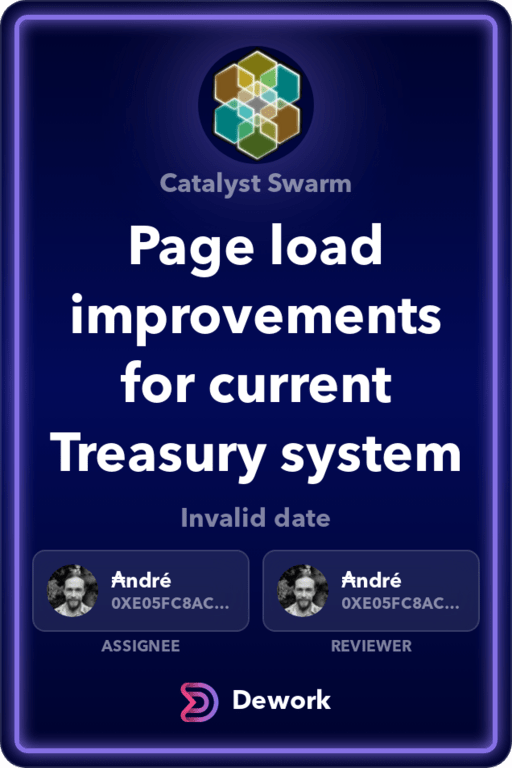 Catalyst Swarm
Page load
improvements
for current
Treasury system
Invalid date
₳ndré
0XE05FC8AC...
ASSIGNEE
₳ndré
0XE05FC8AC...
REVIEWER
Dework